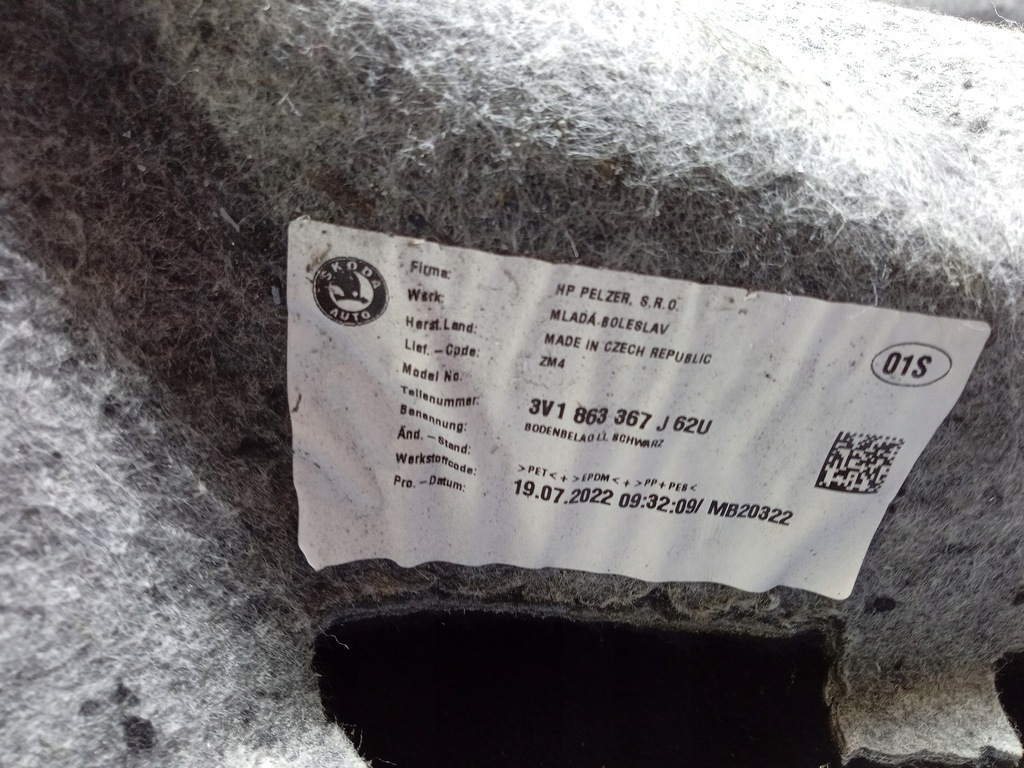 ŠKODA
AUTO
Firma: HP PELZER, S.R.O.
Werk: MLADÁ-BOLESLAV
Herst.Land: MADE IN CZECH REPUBLIC
Lief.-Code: ZM4
Model No.
Teilenummer: 3V1 863 367 J 62U
Benennung: BODENBELAG LL SCHWARZ
Änd.-Stand:
Werkstoffcode: >PET<+>EPDM<+>PP+PES<
Pro.-Datum: 19.07.2022 09:32:09/ MB20322
01S